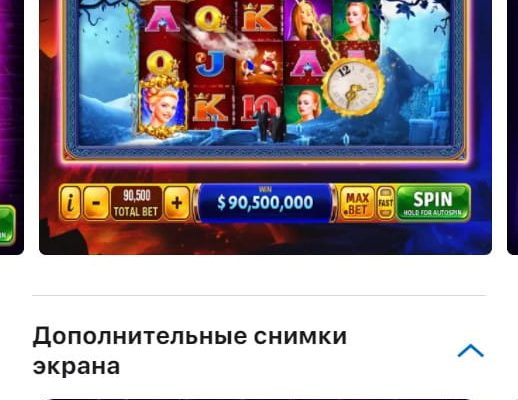 A Q K
Q J A
12
K 10
WIN
i - 90,500 + $90,500,000 MAX FAST SPIN
TOTAL BET .BET HOLD FOR AUTOSPIN
Дополнительные снимки
экрана